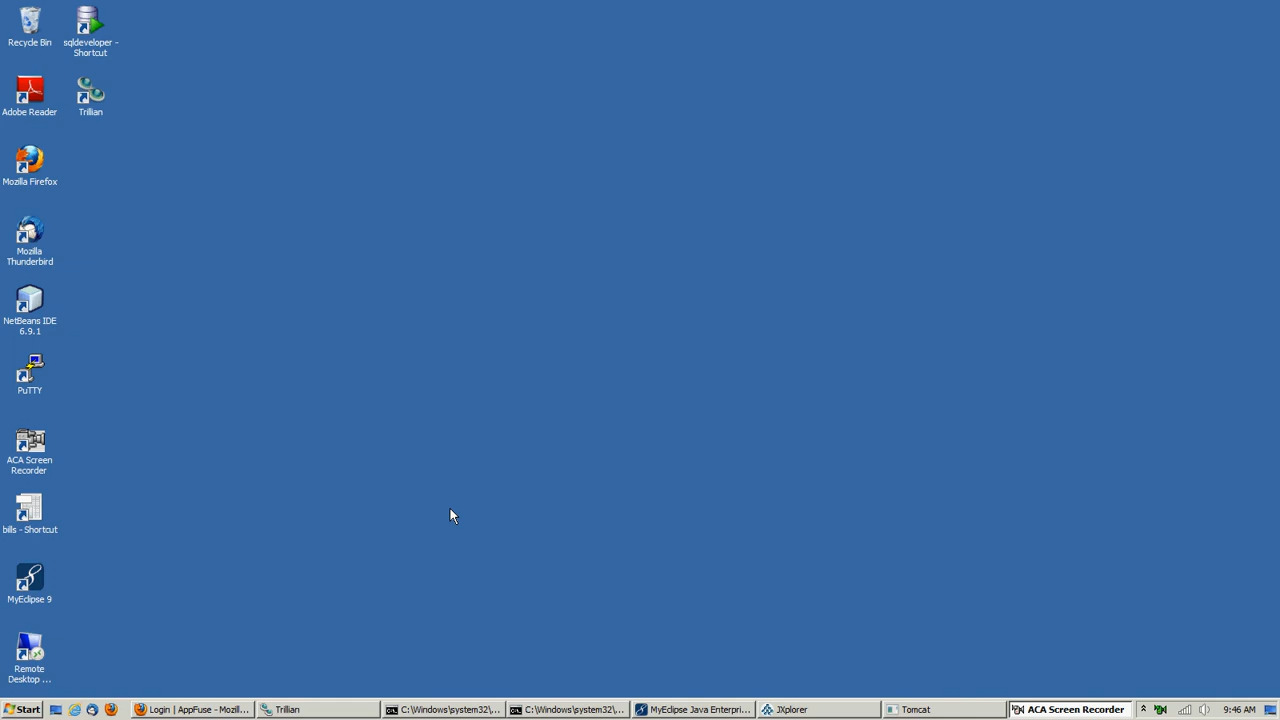 Recycle Bin
sqldeveloper -
Shortcut
Adobe Reader
Trillian
Mozilla Firefox
Mozilla
Thunderbird
NetBeans IDE
6.9.1
PuTTY
ACA Screen
Recorder
bills - Shortcut
MyEclipse 9
Remote
Desktop ...
Start
Login | AppFuse - Mozill...
Trillian
C:\Windows\system32\...
C:\Windows\system32\...
MyEclipse Java Enterpri...
JXplorer
Tomcat
ACA Screen Recorder
9:46 AM